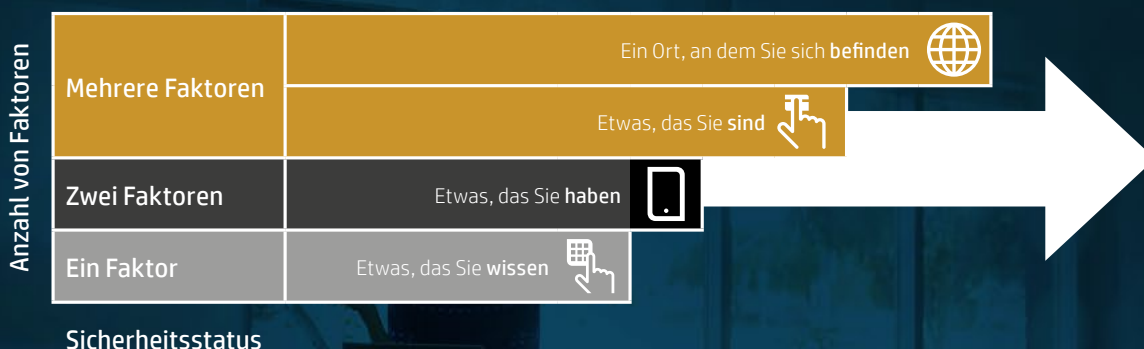 Anzahl von Faktoren
Mehrere Faktoren
Ein Ort, an dem Sie sich befinden
Etwas, das Sie sind
Zwei Faktoren
Etwas, das Sie haben
Ein Faktor
Etwas, das Sie wissen
Sicherheitsstatus